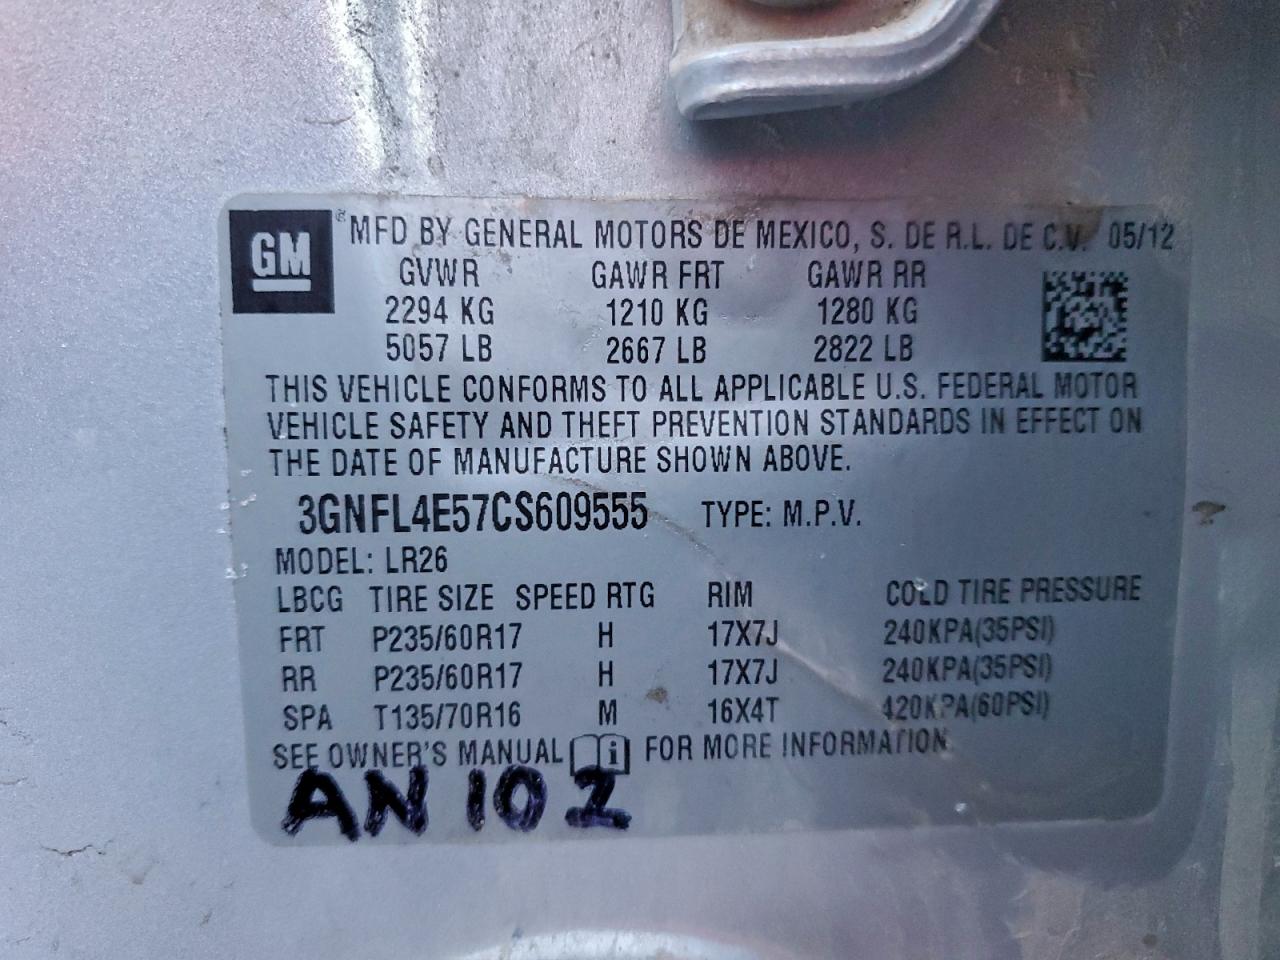 GM® MFD BY GENERAL MOTORS DE MEXICO, S. DE R.L. DE C.V. 05/12
GVWR GAWR FRT GAWR RR
2294 KG 1210 KG 1280 KG
5057 LB 2667 LB 2822 LB
THIS VEHICLE CONFORMS TO ALL APPLICABLE U.S. FEDERAL MOTOR
VEHICLE SAFETY AND THEFT PREVENTION STANDARDS IN EFFECT ON
THE DATE OF MANUFACTURE SHOWN ABOVE.
3GNFL4E57CS609555 TYPE: M.P.V.
MODEL: LR26
LBCG TIRE SIZE SPEED RTG RIM COLD TIRE PRESSURE
FRT P235/60R17 H 17X7J 240KPA(35PSI)
RR P235/60R17 H 17X7J 240KPA(35PSI)
SPA T135/70R16 M 16X4T 420KPA(60PSI)
SEE OWNER'S MANUAL i FOR MORE INFORMATION
AN 102